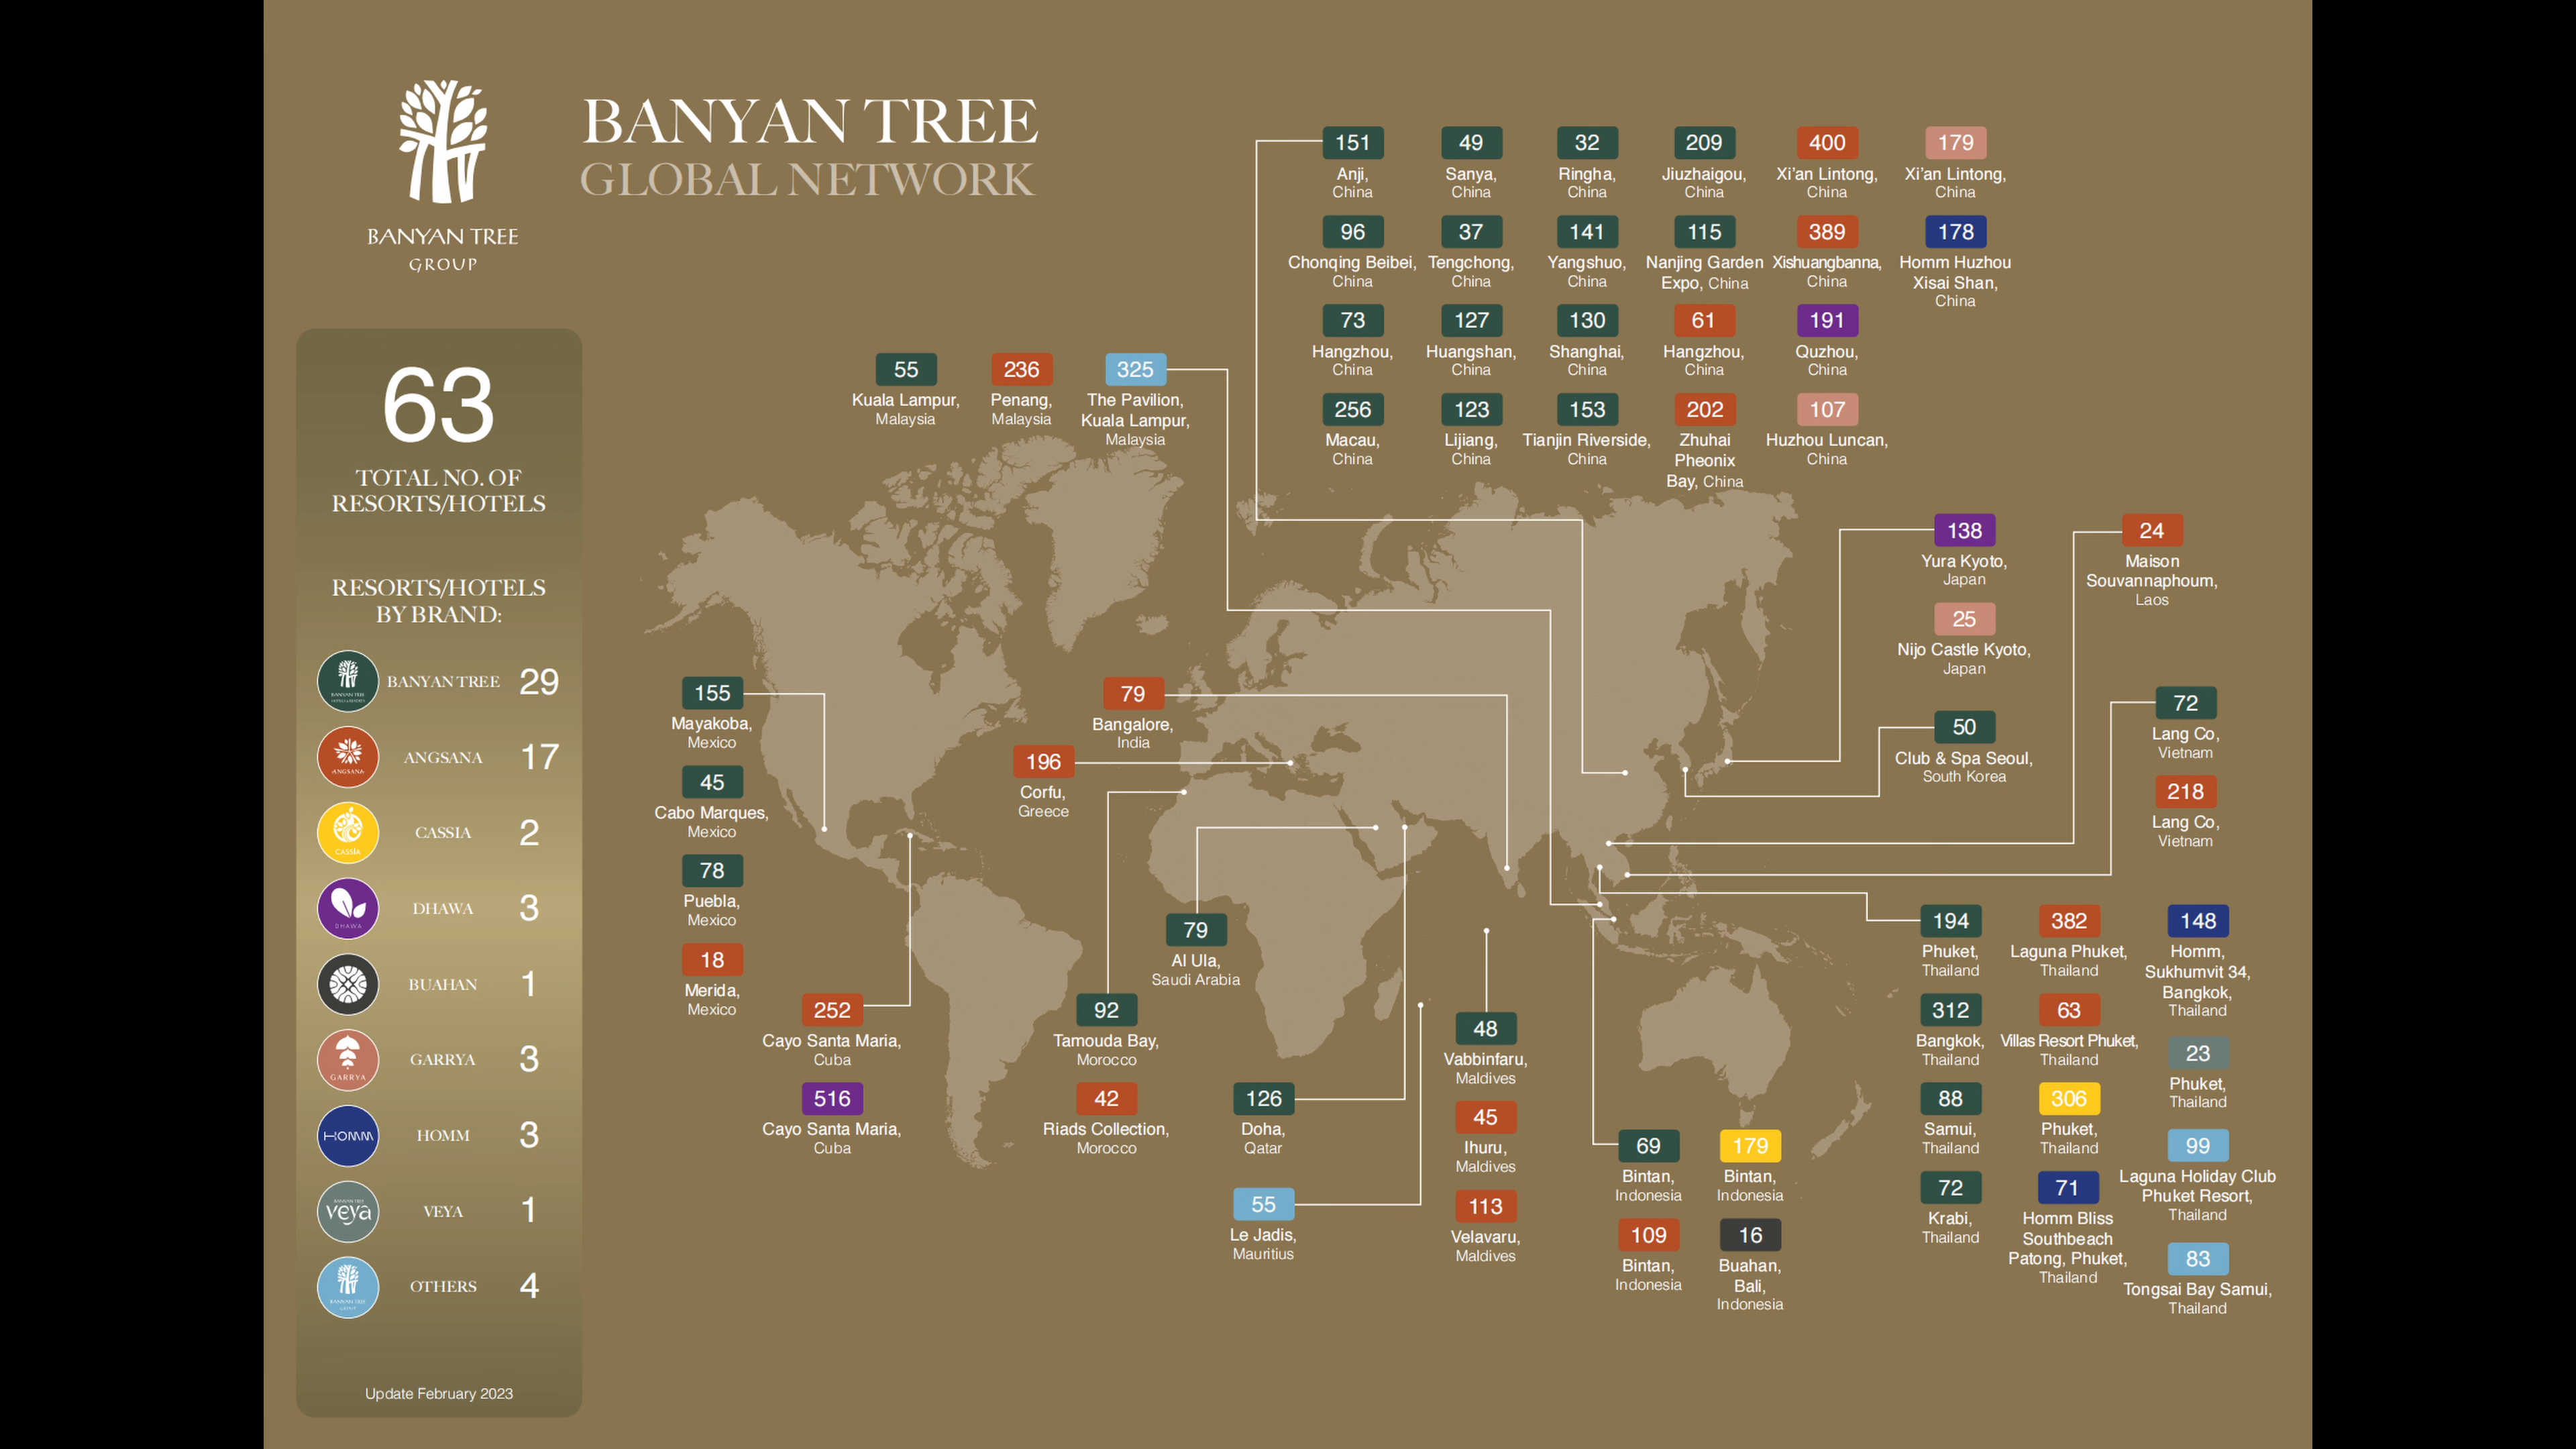 BANYAN TREE
GROUP
BANYAN TREE
GLOBAL NETWORK
63
TOTAL NO. OF
RESORTS/HOTELS
RESORTS/HOTELS
BY BRAND:
BANYAN TREE 29
ANGSANA
ANGSANA 17
CASSIA
CASSIA 2
DHAWA
DHAWA 3
BUAHAN 1
GARRYA
GARRYA 3
HOMM
HOMM 3
veya
VEYA 1
OTHERS 4
Update February 2023
151
Anji,
China
49
Sanya,
China
32
Ringha,
China
209
Jiuzhaigou,
China
400
Xi'an Lintong,
China
179
Xi'an Lintong,
China
96
Chonqing Beibei,
China
37
Tengchong,
China
141
Yangshuo,
China
115
Nanjing Garden
Expo, China
389
Xishuangbanna,
China
178
Homm Huzhou
Xisai Shan,
China
73
Hangzhou,
China
127
Huangshan,
China
130
Shanghai,
China
61
Hangzhou,
China
191
Quzhou,
China
256
Macau,
China
123
Lijiang,
China
153
Tianjin Riverside,
China
202
Zhuhai
Pheonix
Bay, China
107
Huzhou Luncan,
China
55
Kuala Lampur,
Malaysia
236
Penang,
Malaysia
325
The Pavilion,
Kuala Lampur,
Malaysia
138
Yura Kyoto,
Japan
25
Nijo Castle Kyoto,
Japan
24
Maison
Souvannaphoum,
Laos
50
Club & Spa Seoul,
South Korea
72
Lang Co,
Vietnam
218
Lang Co,
Vietnam
155
Mayakoba,
Mexico
45
Cabo Marques,
Mexico
78
Puebla,
Mexico
18
Merida,
Mexico
79
Bangalore,
India
196
Corfu,
Greece
252
Cayo Santa Maria,
Cuba
516
Cayo Santa Maria,
Cuba
79
Al Ula,
Saudi Arabia
92
Tamouda Bay,
Morocco
42
Riads Collection,
Morocco
126
Doha,
Qatar
55
Le Jadis,
Mauritius
48
Vabbinfaru,
Maldives
45
Ihuru,
Maldives
113
Velavaru,
Maldives
69
Bintan,
Indonesia
179
Bintan,
Indonesia
109
Bintan,
Indonesia
16
Buahan,
Bali,
Indonesia
194
Phuket,
Thailand
382
Laguna Phuket,
Thailand
148
Homm,
Sukhumvit 34,
Bangkok,
Thailand
312
Bangkok,
Thailand
63
Villas Resort Phuket,
Thailand
23
Phuket,
Thailand
88
Samui,
Thailand
306
Phuket,
Thailand
99
Laguna Holiday Club
Phuket Resort,
Thailand
72
Krabi,
Thailand
71
Homm Bliss
Southbeach
Patong, Phuket,
Thailand
83
Tongsai Bay Samui,
Thailand